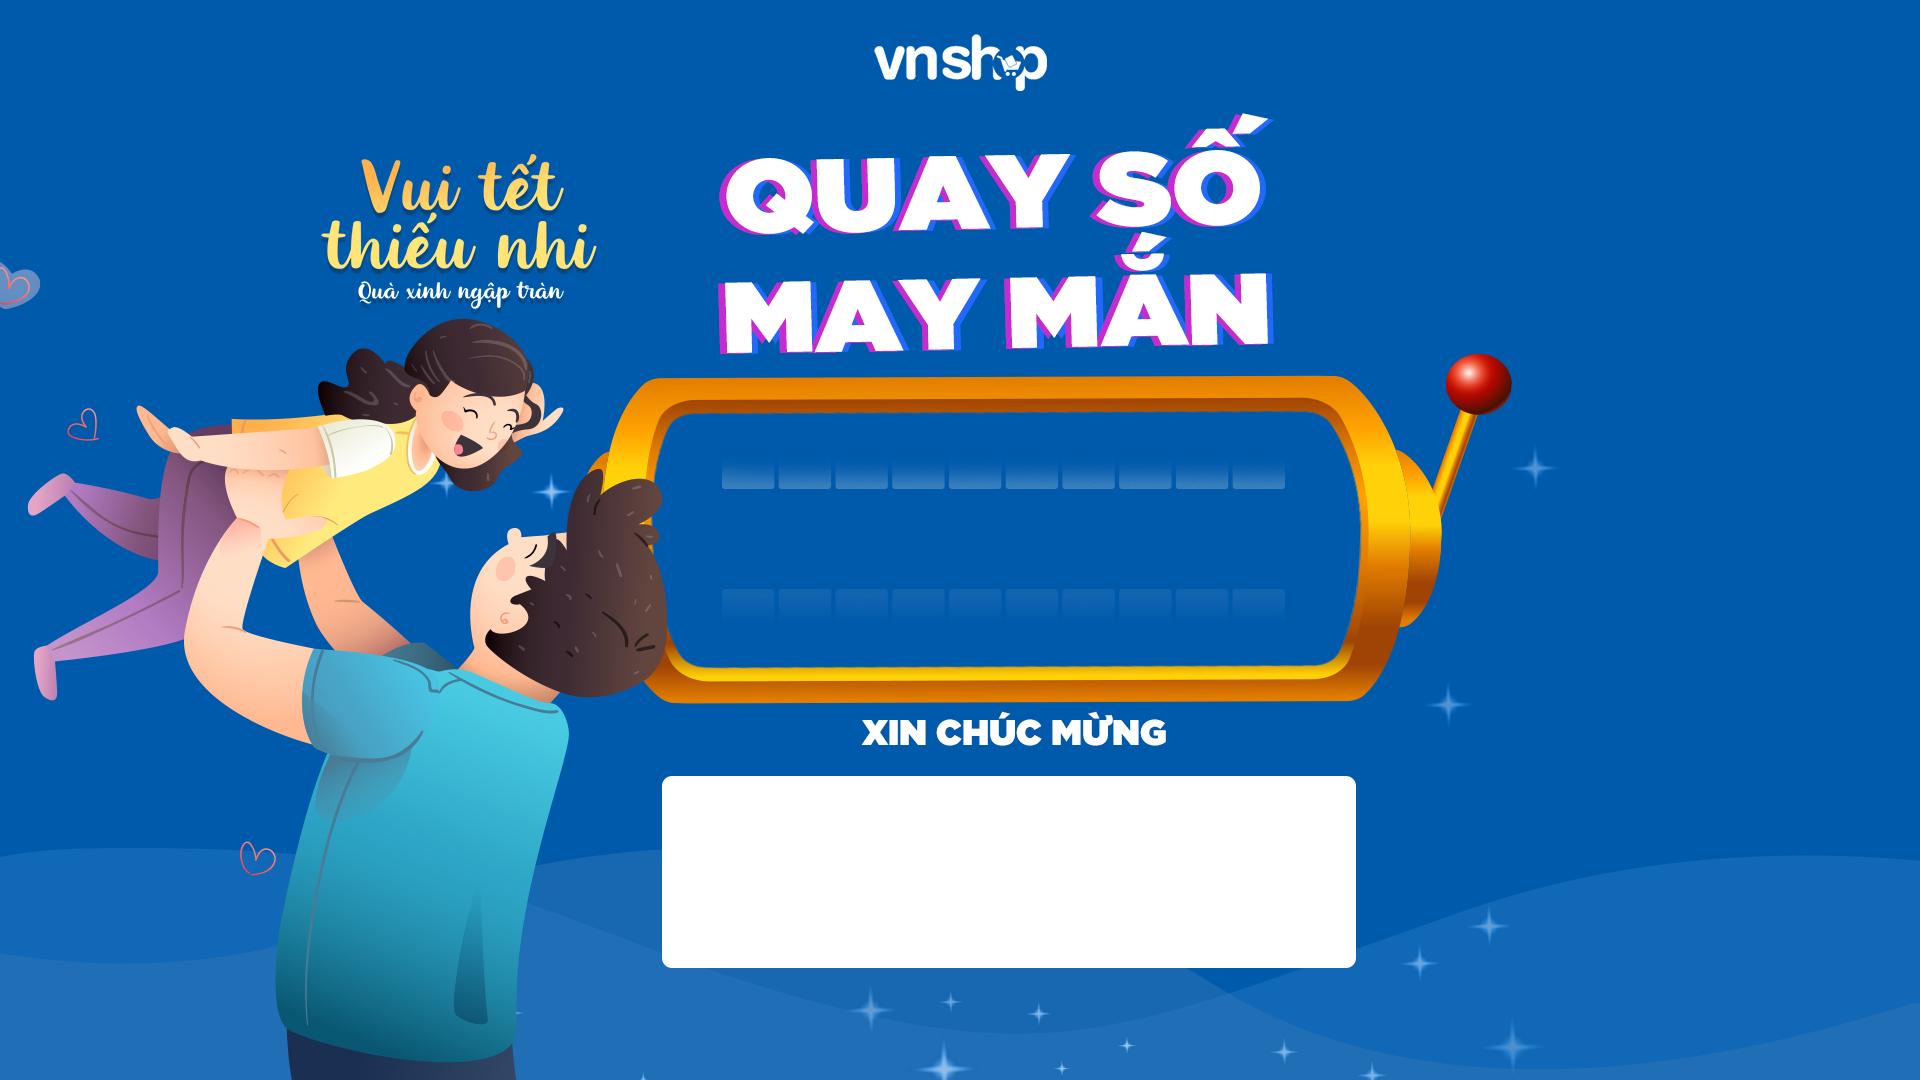 vnshop
Vui tết
thiếu nhi
Quà xinh ngập tràn
QUAY SỐ
MAY MẮN
XIN CHÚC MỪNG